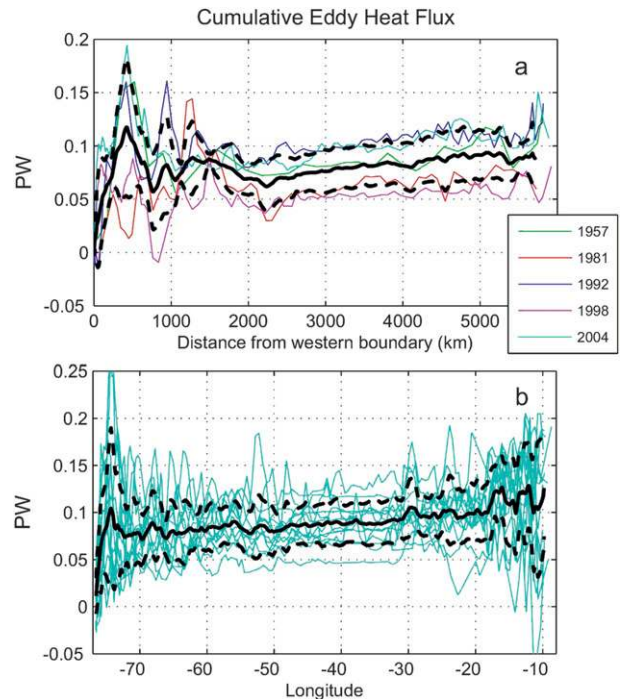 Cumulative Eddy Heat Flux
a
PW
0.2
0.15
0.1
0.05
0
-0.05
0 1000 2000 3000 4000 5000
Distance from western boundary (km)
1957
1981
1992
1998
2004
b
PW
0.25
0.2
0.15
0.1
0.05
0
-0.05
-70 -60 -50 -40 -30 -20 -10
Longitude